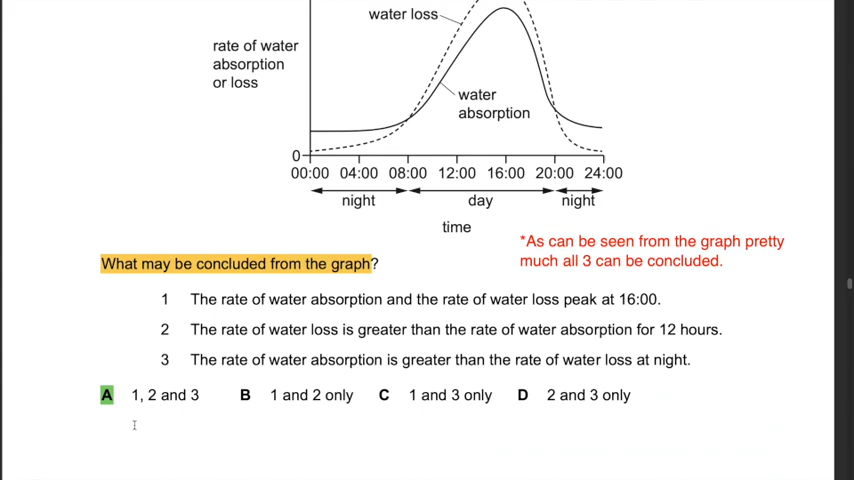 water loss
rate of water
absorption
or loss
water
absorption
0
00:00 04:00 08:00 12:00 16:00 20:00 24:00
night day night
time
*As can be seen from the graph pretty
much all 3 can be concluded.
What may be concluded from the graph?
1 The rate of water absorption and the rate of water loss peak at 16:00.
2 The rate of water loss is greater than the rate of water absorption for 12 hours.
3 The rate of water absorption is greater than the rate of water loss at night.
A 1, 2 and 3 B 1 and 2 only C 1 and 3 only D 2 and 3 only